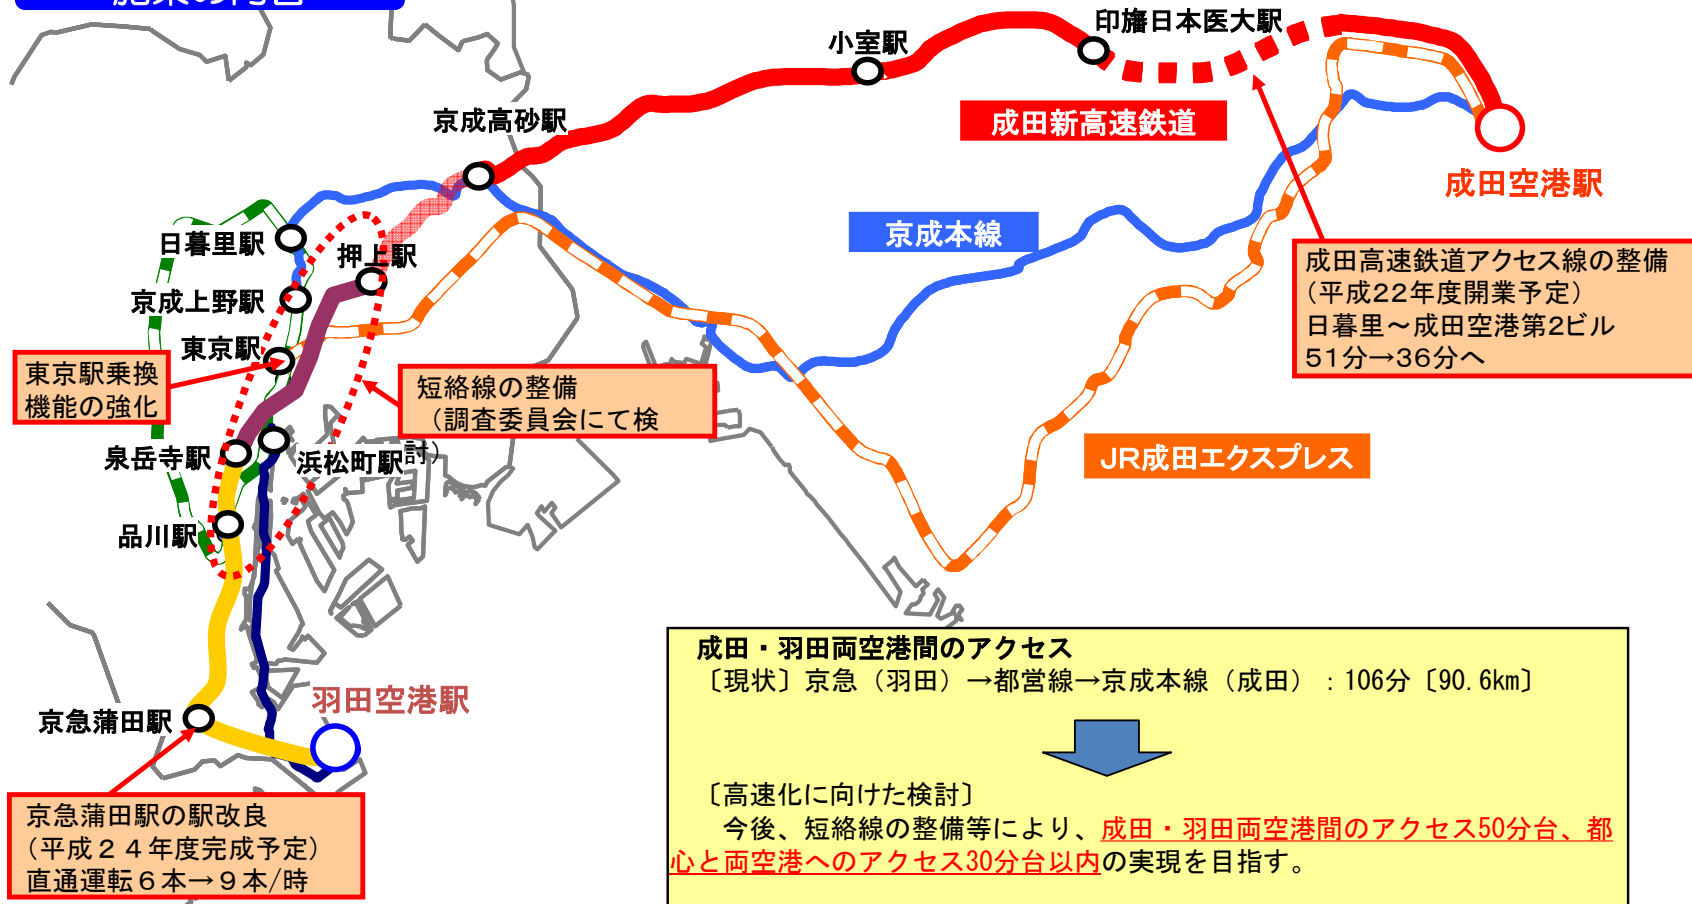 施策の内容
印旛日本医大駅
小室駅
京成高砂駅
成田新高速鉄道
成田空港駅
京成本線
日暮里駅
押上駅
成田高速鉄道アクセス線の整備
（平成22年度開業予定）
日暮里～成田空港第2ビル
51分→36分へ
京成上野駅
東京駅
東京駅乗換
機能の強化
短絡線の整備
（調査委員会にて検
討）
JR成田エクスプレス
泉岳寺駅
浜松町駅
品川駅
成田・羽田両空港間のアクセス
〔現状〕京急（羽田）→都営線→京成本線（成田）：106分〔90.6km〕
羽田空港駅
京急蒲田駅
〔高速化に向けた検討〕
今後、短絡線の整備等により、成田・羽田両空港間のアクセス50分台、都
心と両空港へのアクセス30分台以内の実現を目指す。
京急蒲田駅の駅改良
（平成２４年度完成予定）
直通運転６本→９本/時